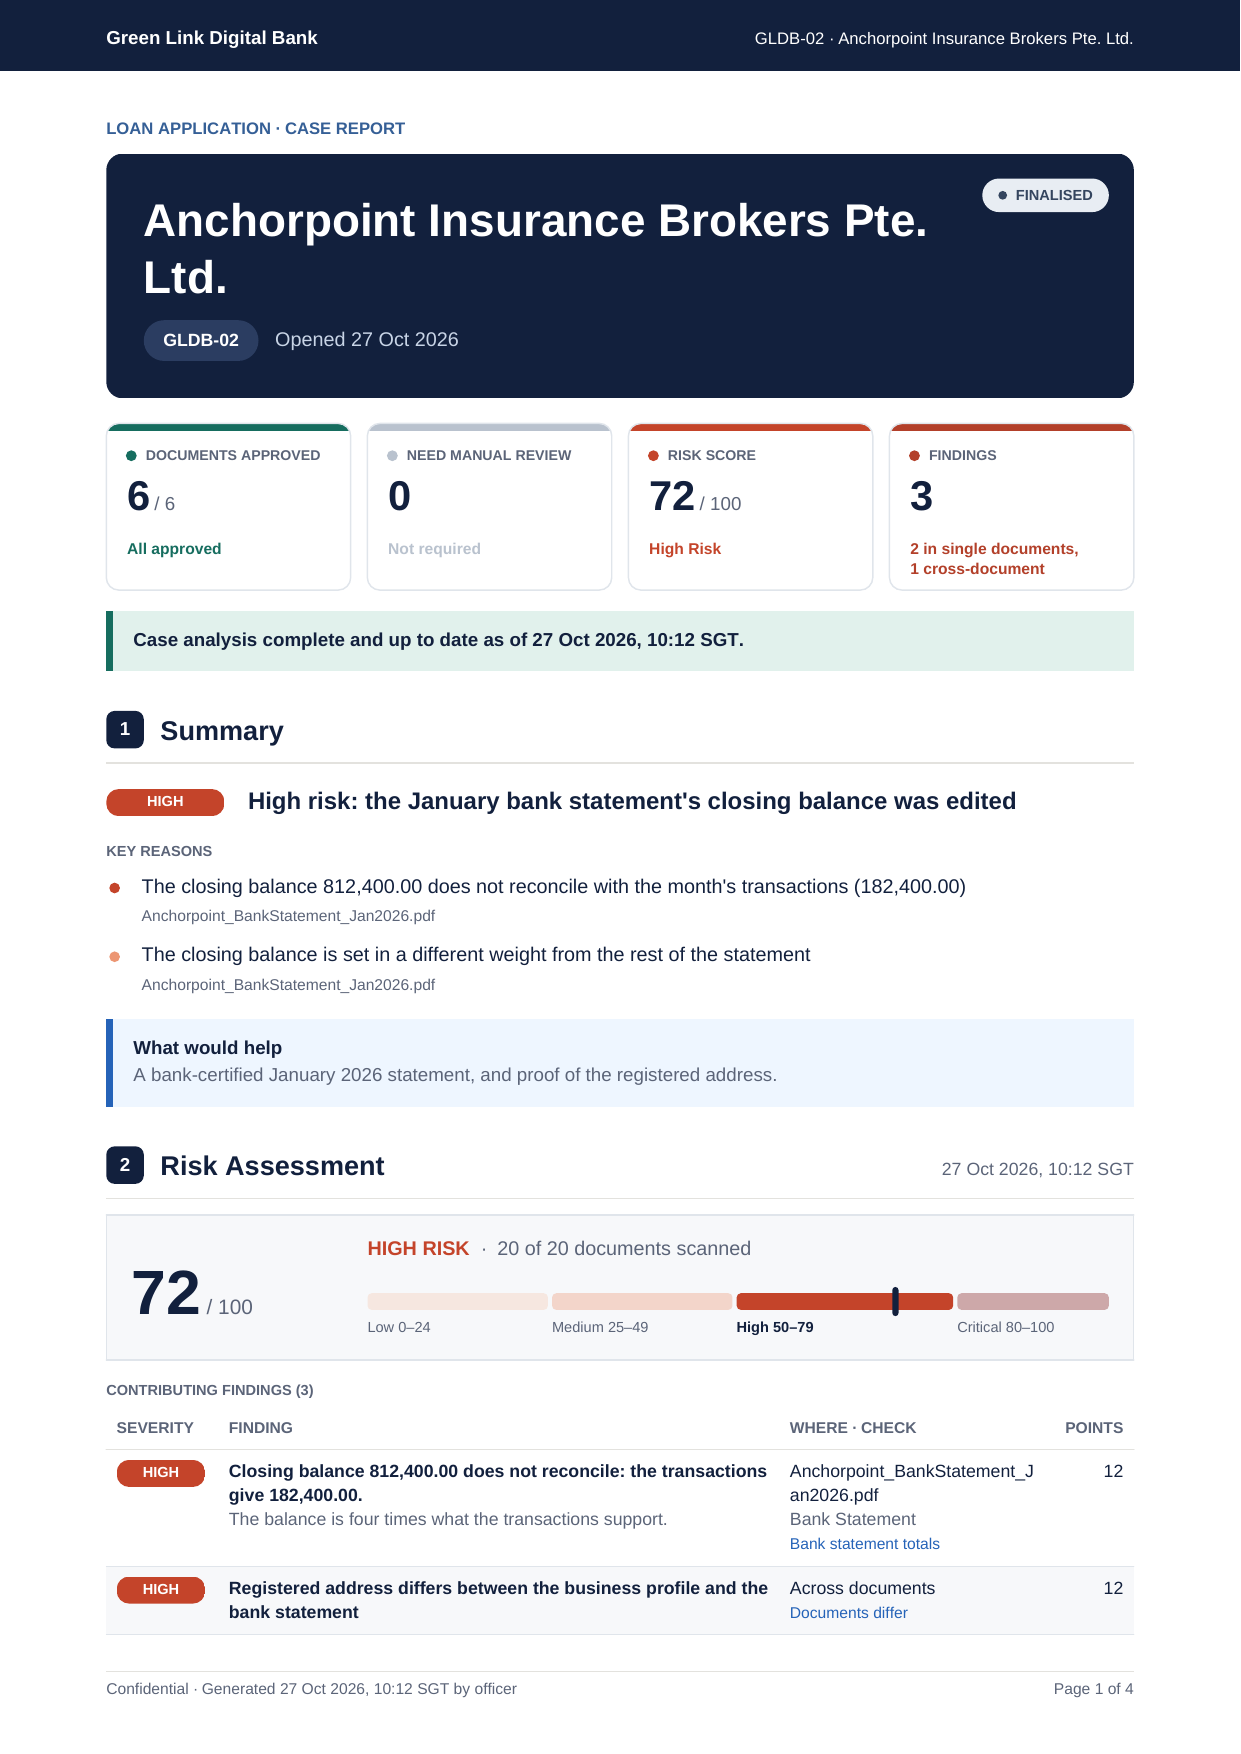 Green Link Digital Bank
GLDB-02 · Anchorpoint Insurance Brokers Pte. Ltd.
LOAN APPLICATION · CASE REPORT
FINALISED
Anchorpoint Insurance Brokers Pte.
Ltd.
GLDB-02
Opened 27 Oct 2026
DOCUMENTS APPROVED
6 / 6
All approved
NEED MANUAL REVIEW
0
Not required
RISK SCORE
72 / 100
High Risk
FINDINGS
3
2 in single documents,
1 cross-document
Case analysis complete and up to date as of 27 Oct 2026, 10:12 SGT.
1 Summary
HIGH High risk: the January bank statement's closing balance was edited
KEY REASONS
The closing balance 812,400.00 does not reconcile with the month's transactions (182,400.00)
Anchorpoint_BankStatement_Jan2026.pdf
The closing balance is set in a different weight from the rest of the statement
Anchorpoint_BankStatement_Jan2026.pdf
What would help
A bank-certified January 2026 statement, and proof of the registered address.
2 Risk Assessment 27 Oct 2026, 10:12 SGT
72 / 100
HIGH RISK · 20 of 20 documents scanned
Low 0–24 Medium 25–49 High 50–79 Critical 80–100
CONTRIBUTING FINDINGS (3)
SEVERITY FINDING WHERE · CHECK POINTS
HIGH
Closing balance 812,400.00 does not reconcile: the transactions
give 182,400.00.
The balance is four times what the transactions support.
Anchorpoint_BankStatement_J
an2026.pdf
Bank Statement
Bank statement totals
12
HIGH
Registered address differs between the business profile and the
bank statement
Across documents
Documents differ
12
Confidential · Generated 27 Oct 2026, 10:12 SGT by officer
Page 1 of 4